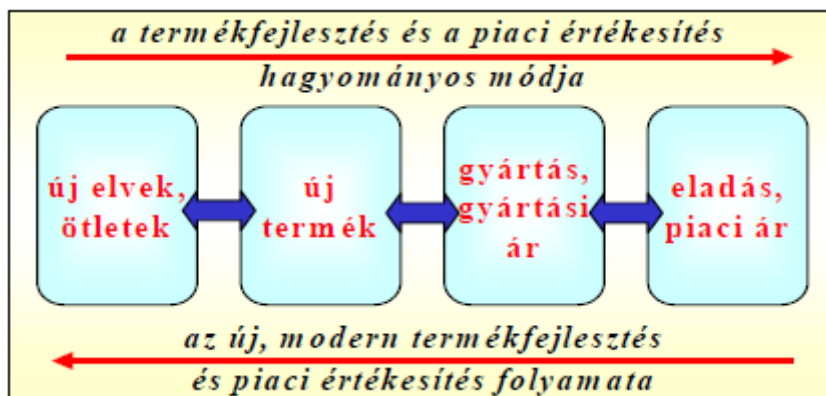 a termékfejlesztés és a piaci értékesítés
hagyományos módja
új elvek,
ötletek
új
termék
gyártás,
gyártási
ár
eladás,
piaci ár
az új, modern termékfejlesztés
és piaci értékesítés folyamata